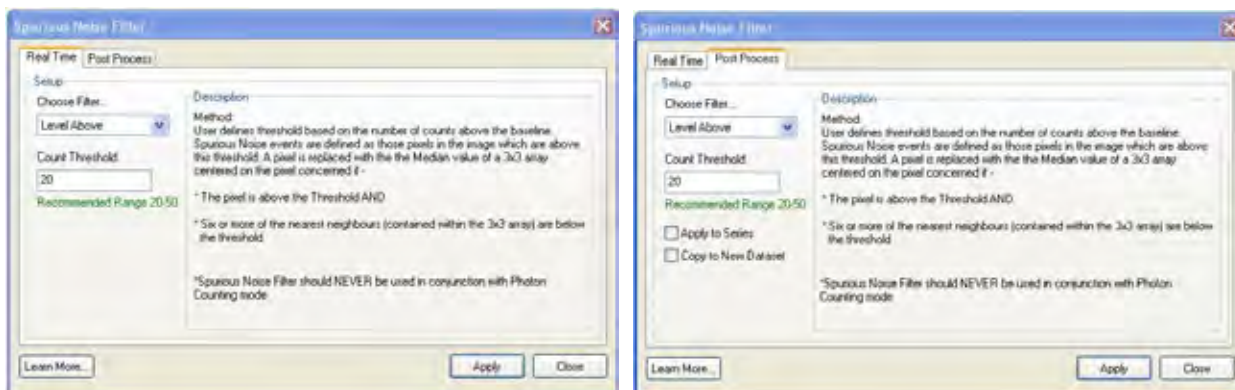 Spurious Noise Filter
Real Time Post Process
Setup
Choose Filter...
Level Above
Count Threshold
20
Recommended Range 20-50
Description
Method:
User defines threshold based on the number of counts above the baseline.
Spurious Noise events are defined as those pixels in the image which are above
this threshold. A pixel is replaced with the the Median value of a 3x3 array
centered on the pixel concerned if -
* The pixel is above the Threshold AND
* Six or more of the nearest neighbours (contained within the 3x3 array) are below
the threshold
*Spurious Noise Filter should NEVER be used in conjunction with Photon
Counting mode
Learn More... Apply Close
Spurious Noise Filter
Real Time Post Process
Setup
Choose Filter...
Level Above
Count Threshold
20
Recommended Range 20-50
Apply to Series
Copy to New Dataset
Description
Method:
User defines threshold based on the number of counts above the baseline.
Spurious Noise events are defined as those pixels in the image which are above
this threshold. A pixel is replaced with the the Median value of a 3x3 array
centered on the pixel concerned if -
* The pixel is above the Threshold AND
* Six or more of the nearest neighbours (contained within the 3x3 array) are below
the threshold
*Spurious Noise Filter should NEVER be used in conjunction with Photon
Counting mode
Learn More... Apply Close